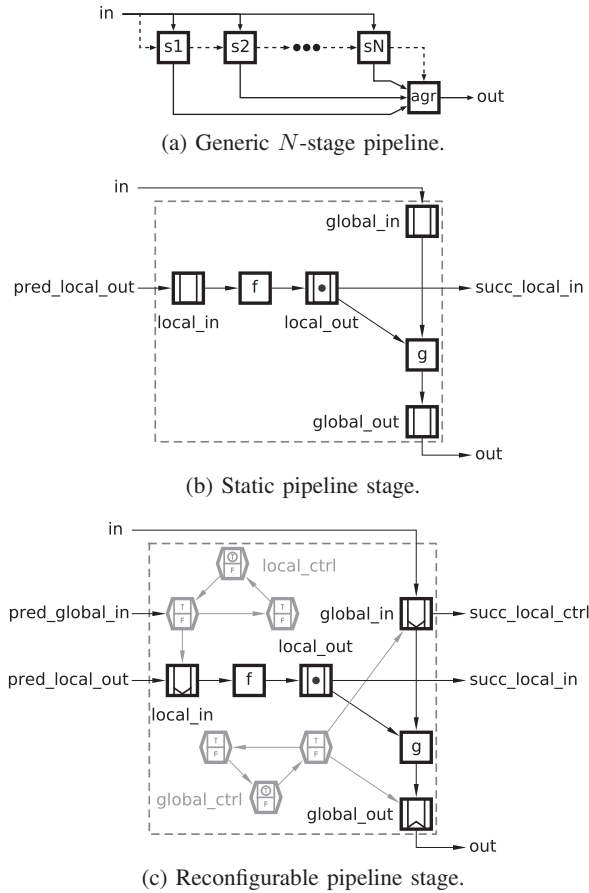 in
s1 s2 sN
agr out
(a) Generic N-stage pipeline.
in
global_in
pred_local_out f succ_local_in
local_in local_out
g
global_out
out
(b) Static pipeline stage.
in
T
F
local_ctrl
pred_global_in T T global_in succ_local_ctrl
F F
local_out
pred_local_out f succ_local_in
local_in
T T g
F F
T
F
global_ctrl global_out
out
(c) Reconfigurable pipeline stage.